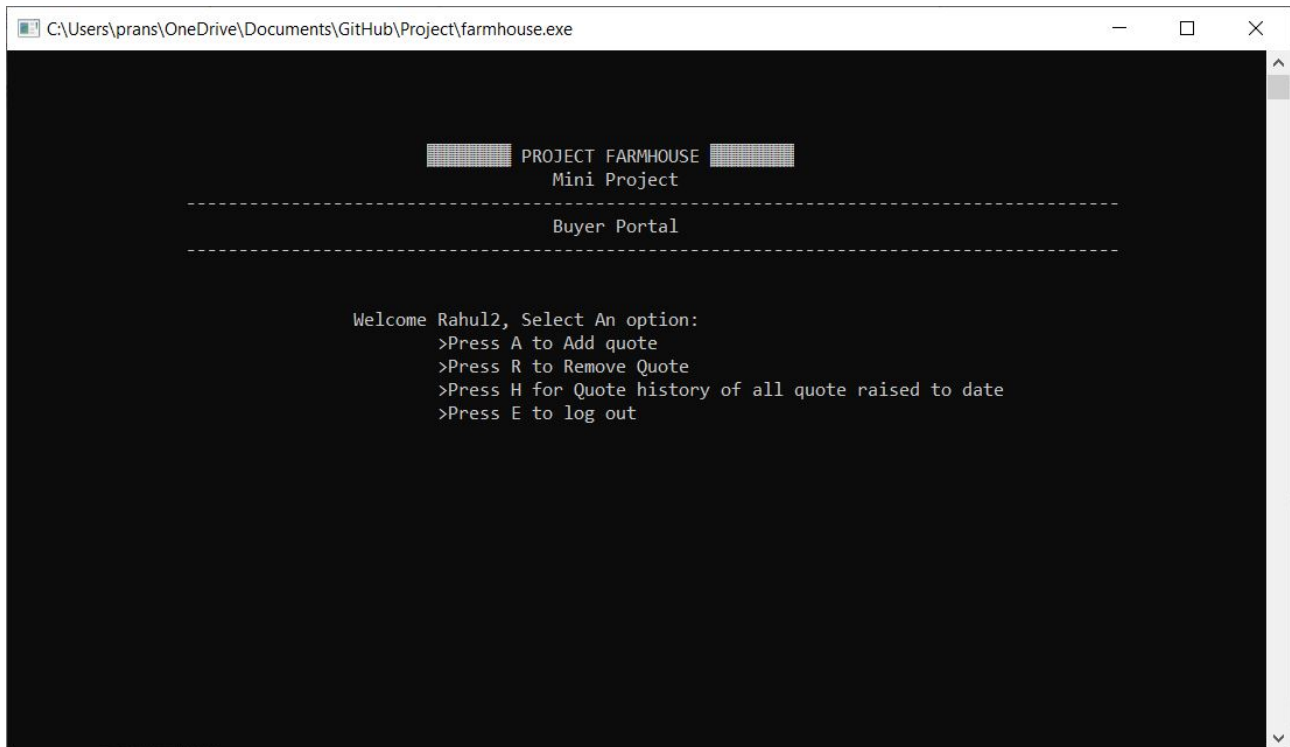 C:\Users\prans\OneDrive\Documents\GitHub\Project\farmhouse.exe
▒▒▒▒▒▒▒▒ PROJECT FARMHOUSE ▒▒▒▒▒▒▒▒
Mini Project
-----------------------------------------------------------------------------------------
Buyer Portal
-----------------------------------------------------------------------------------------
Welcome Rahul2, Select An option:
>Press A to Add quote
>Press R to Remove Quote
>Press H for Quote history of all quote raised to date
>Press E to log out